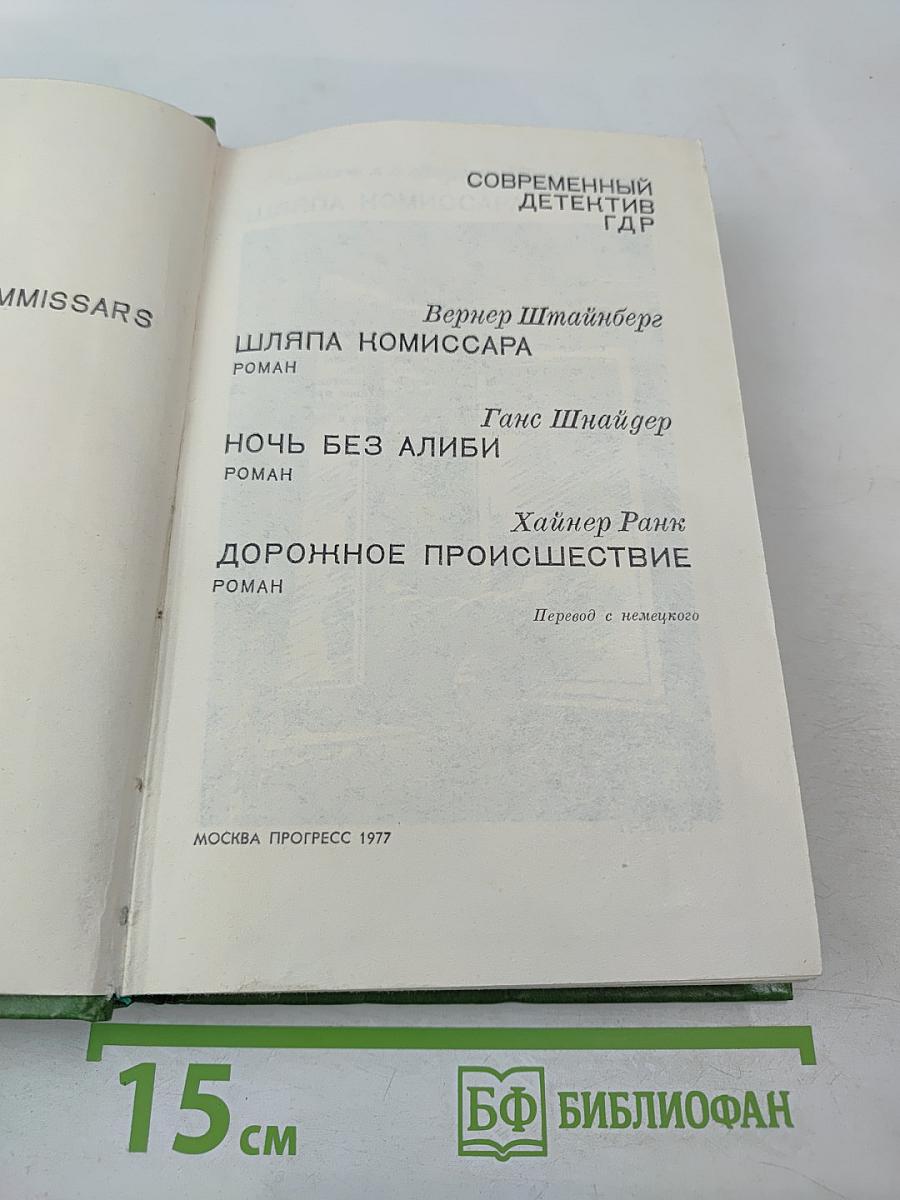 MMISSARS
СОВРЕМЕННЫЙ
ДЕТЕКТИВ
ГДР
Вернер Штайнберг
ШЛЯПА КОМИССАРА
РОМАН
Ганс Шнайдер
НОЧЬ БЕЗ АЛИБИ
РОМАН
Хайнер Ранк
ДОРОЖНОЕ ПРОИСШЕСТВИЕ
РОМАН
Перевод с немецкого
МОСКВА ПРОГРЕСС 1977
15 см
БФ БИБЛИОФАН